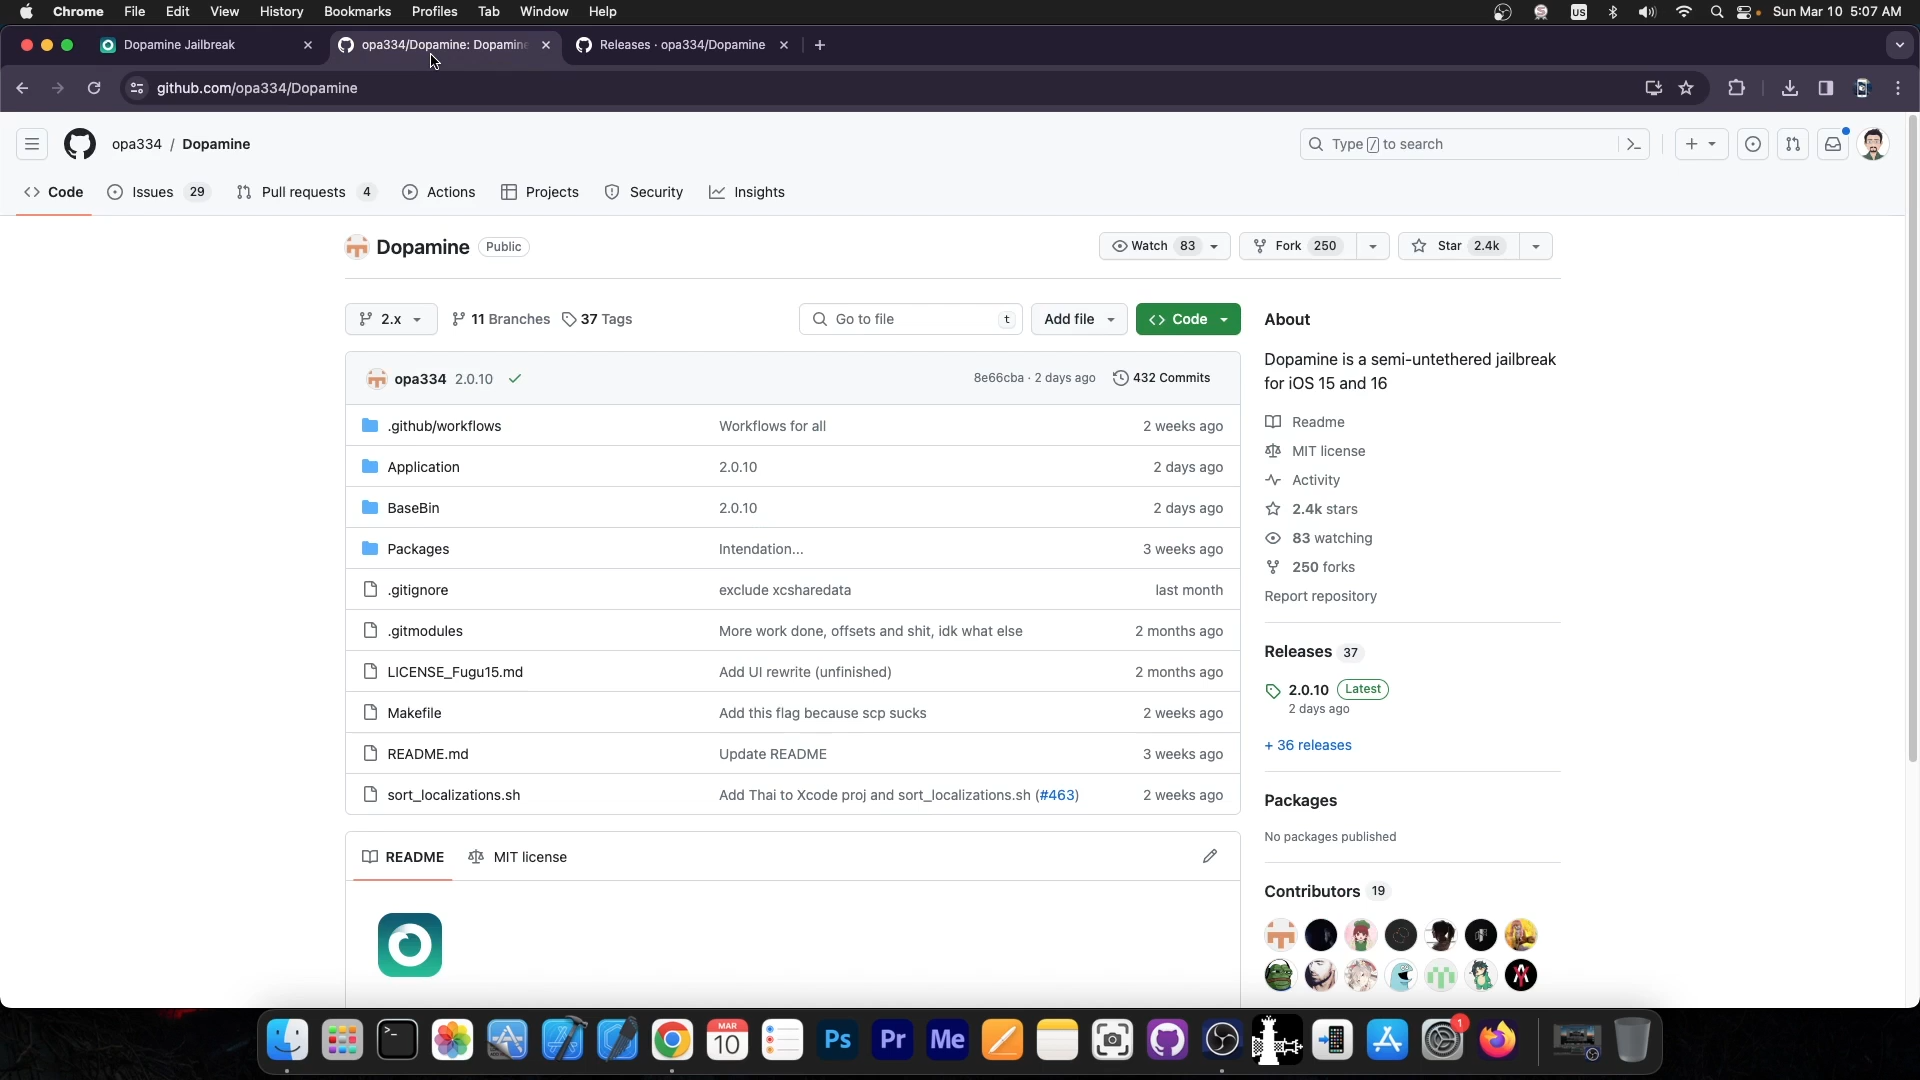 Chrome File Edit View History Bookmarks Profiles Tab Window Help US Sun Mar 10 5:07 AM
Dopamine Jailbreak opa334/Dopamine: Dopamine Releases · opa334/Dopamine
github.com/opa334/Dopamine
opa334 / Dopamine Type / to search
Code Issues 29 Pull requests 4 Actions Projects Security Insights
Dopamine Public Watch 83 Fork 250 Star 2.4k
2.x 11 Branches 37 Tags Go to file t Add file Code About
Dopamine is a semi-untethered jailbreak
for iOS 15 and 16
opa334 2.0.10 8e66cba · 2 days ago 432 Commits
.github/workflows Workflows for all 2 weeks ago
Application 2.0.10 2 days ago
BaseBin 2.0.10 2 days ago
Packages Intendation... 3 weeks ago
.gitignore exclude xcsharedata last month
.gitmodules More work done, offsets and shit, idk what else 2 months ago
LICENSE_Fugu15.md Add UI rewrite (unfinished) 2 months ago
Makefile Add this flag because scp sucks 2 weeks ago
README.md Update README 3 weeks ago
sort_localizations.sh Add Thai to Xcode proj and sort_localizations.sh (#463) 2 weeks ago
README MIT license
Readme
MIT license
Activity
2.4k stars
83 watching
250 forks
Report repository
Releases 37
2.0.10 Latest
2 days ago
+ 36 releases
Packages
No packages published
Contributors 19
MAR
10
Ps Pr Me 1